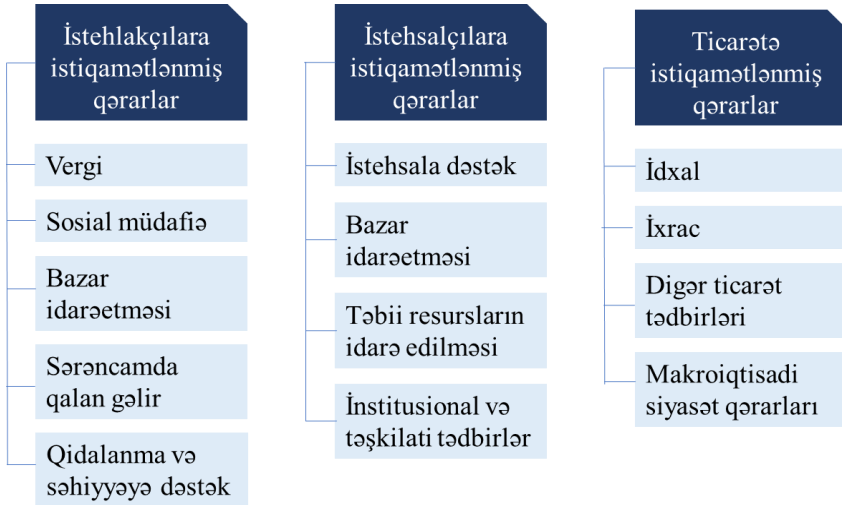 İstehlakçılara
istiqamətlənmiş
qərarlar
Vergi
Sosial müdafiə
Bazar
idarəetməsi
Sərəncamda
qalan gəlir
Qidalanma və
səhiyyəyə dəstək
İstehsalçılara
istiqamətlənmiş
qərarlar
İstehsala dəstək
Bazar
idarəetməsi
Təbii resursların
idarə edilməsi
İnstitusional və
təşkilati tədbirlər
Ticarətə
istiqamətlənmiş
qərarlar
İdxal
İxrac
Digər ticarət
tədbirləri
Makroiqtisadi
siyasət qərarları